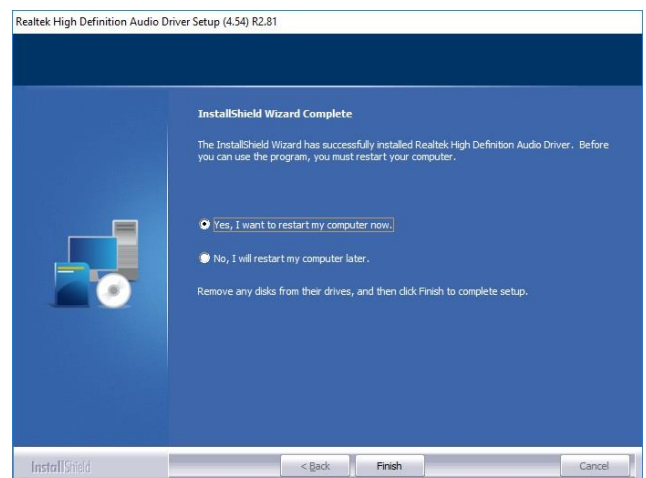 Realtek High Definition Audio Driver Setup (4.54) R2.81
InstallShield Wizard Complete
The InstallShield Wizard has successfully installed Realtek High Definition Audio Driver.  Before
you can use the program, you must restart your computer.
Yes, I want to restart my computer now.
No, I will restart my computer later.
Remove any disks from their drives, and then click Finish to complete setup.
InstallShield
< Back
Finish
Cancel